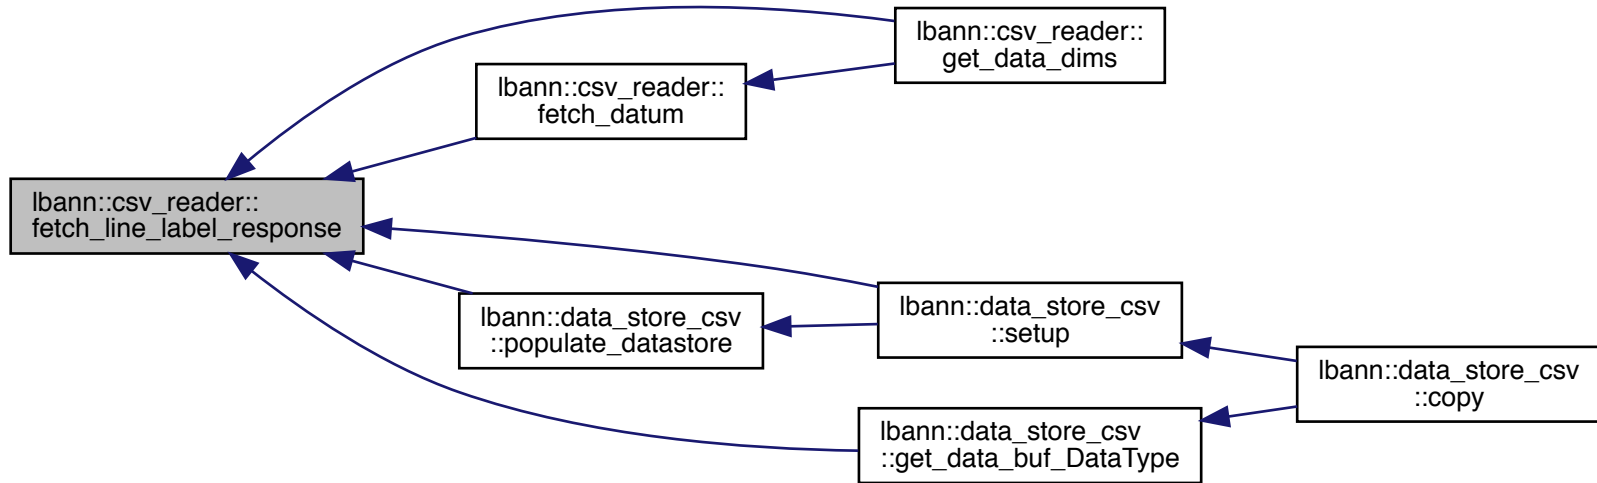 lbann::csv_reader::
get_data_dims
lbann::csv_reader::
fetch_datum
lbann::csv_reader::
fetch_line_label_response
lbann::data_store_csv
::populate_datastore
lbann::data_store_csv
::setup
lbann::data_store_csv
::copy
lbann::data_store_csv
::get_data_buf_DataType